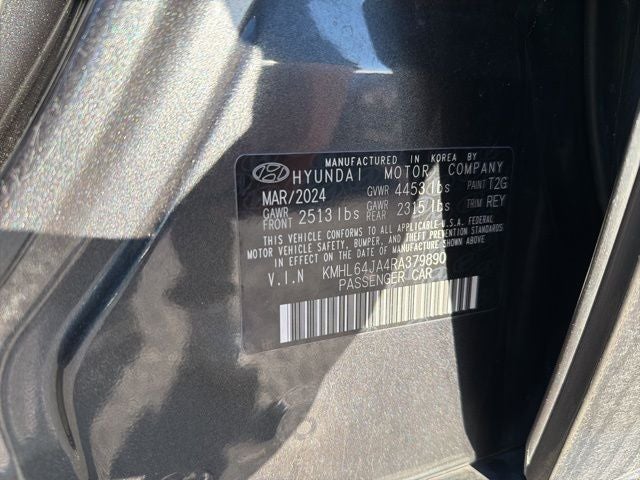 MANUFACTURED IN KOREA BY
HYUNDAI MOTOR COMPANY
MAR/2024 GVWR 4453 lbs PAINT T2G
GAWR FRONT 2513 lbs GAWR REAR 2315 lbs TRIM REY
THIS VEHICLE CONFORMS TO ALL APPLICABLE U.S.A. FEDERAL
MOTOR VEHICLE SAFETY, BUMPER, AND THEFT PREVENTION
STANDARDS IN EFFECT ON THE DATE OF MANUFACTURE SHOWN ABOVE.
V.I.N KMHL64JA4RA379890
PASSENGER CAR